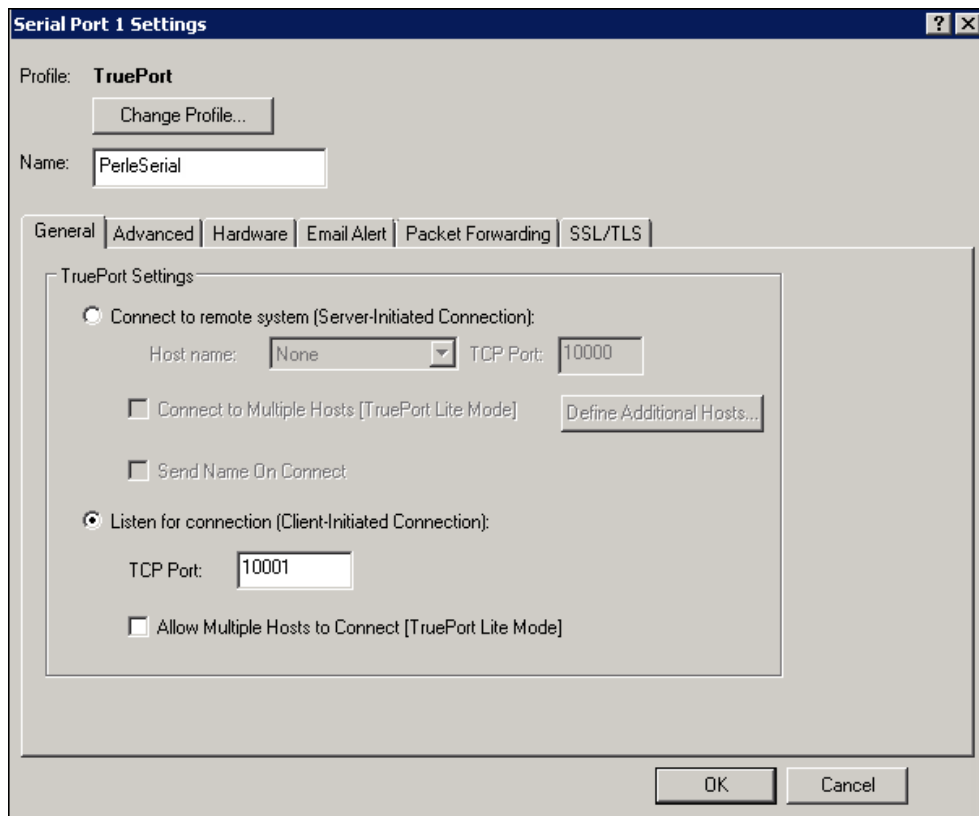 Serial Port 1 Settings
Profile: TruePort
Change Profile...
Name: PerleSerial
General Advanced Hardware Email Alert Packet Forwarding SSL/TLS
TruePort Settings
Connect to remote system (Server-Initiated Connection):
Host name: None TCP Port: 10000
Connect to Multiple Hosts [TruePort Lite Mode] Define Additional Hosts...
Send Name On Connect
Listen for connection (Client-Initiated Connection):
TCP Port: 10001
Allow Multiple Hosts to Connect [TruePort Lite Mode]
OK Cancel